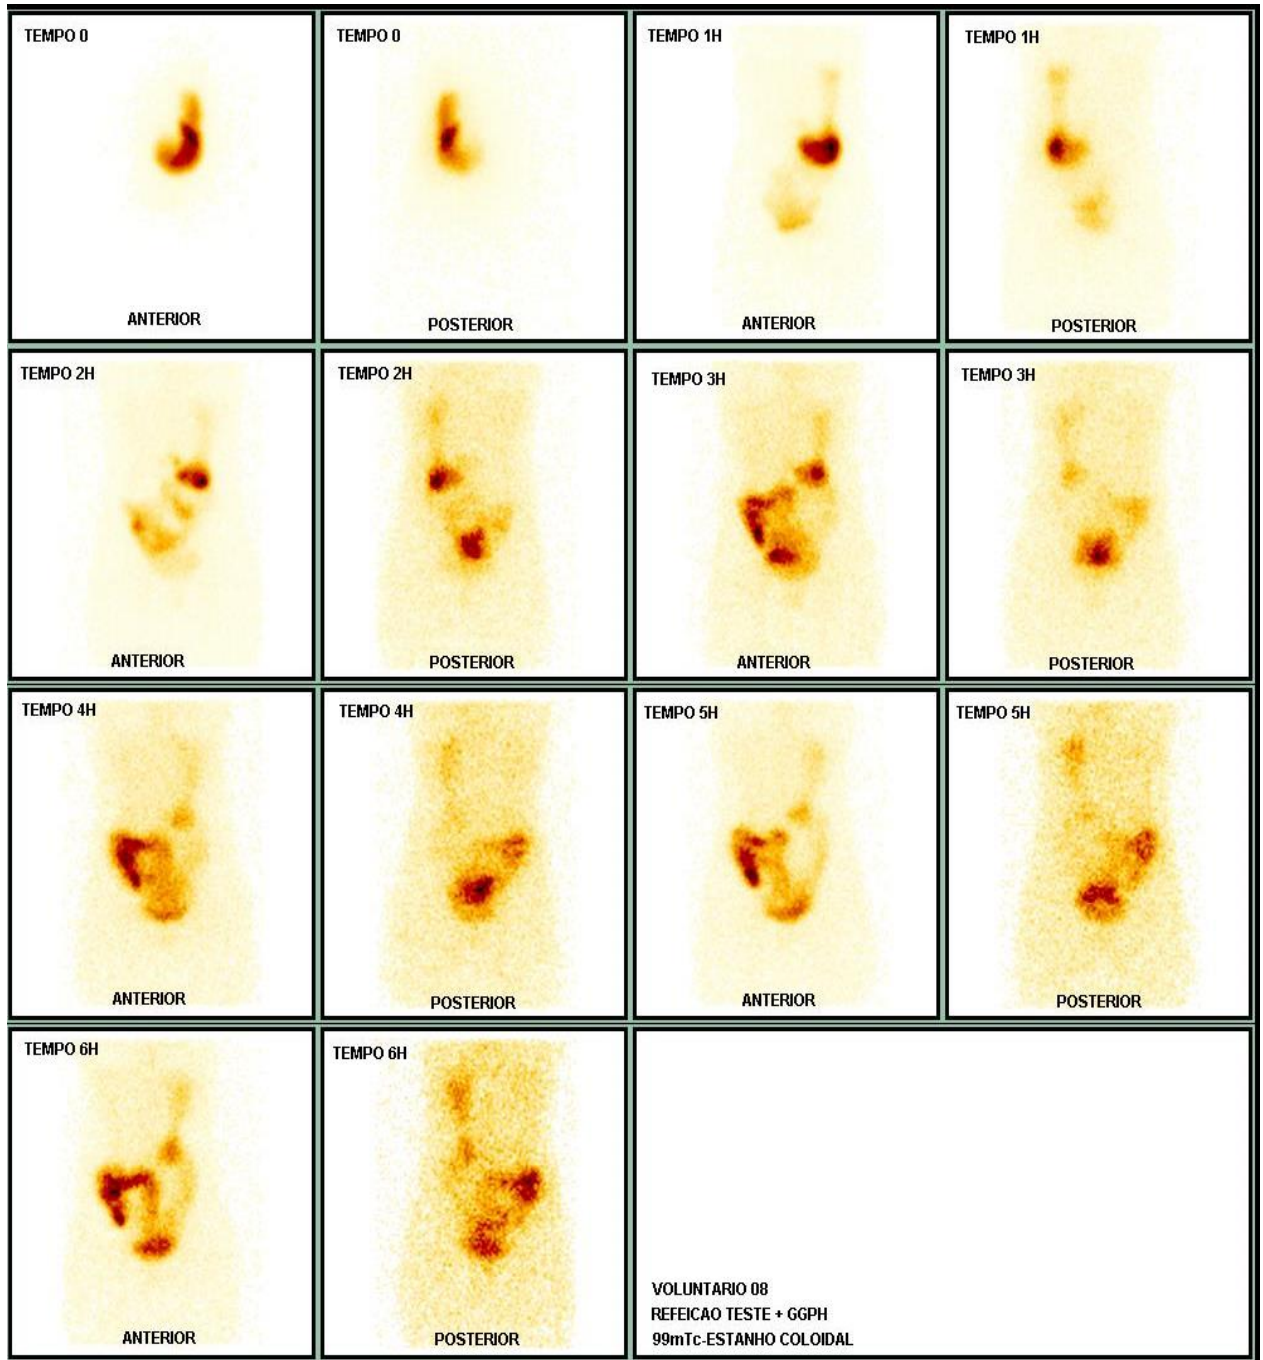 TEMPO 0
ANTERIOR
TEMPO 0
POSTERIOR
TEMPO 1H
ANTERIOR
TEMPO 1H
POSTERIOR
TEMPO 2H
ANTERIOR
TEMPO 2H
POSTERIOR
TEMPO 3H
ANTERIOR
TEMPO 3H
POSTERIOR
TEMPO 4H
ANTERIOR
TEMPO 4H
POSTERIOR
TEMPO 5H
ANTERIOR
TEMPO 5H
POSTERIOR
TEMPO 6H
ANTERIOR
TEMPO 6H
POSTERIOR
VOLUNTARIO 08
REFEICAO TESTE + GGPH
99mTc-ESTANHO COLOIDAL